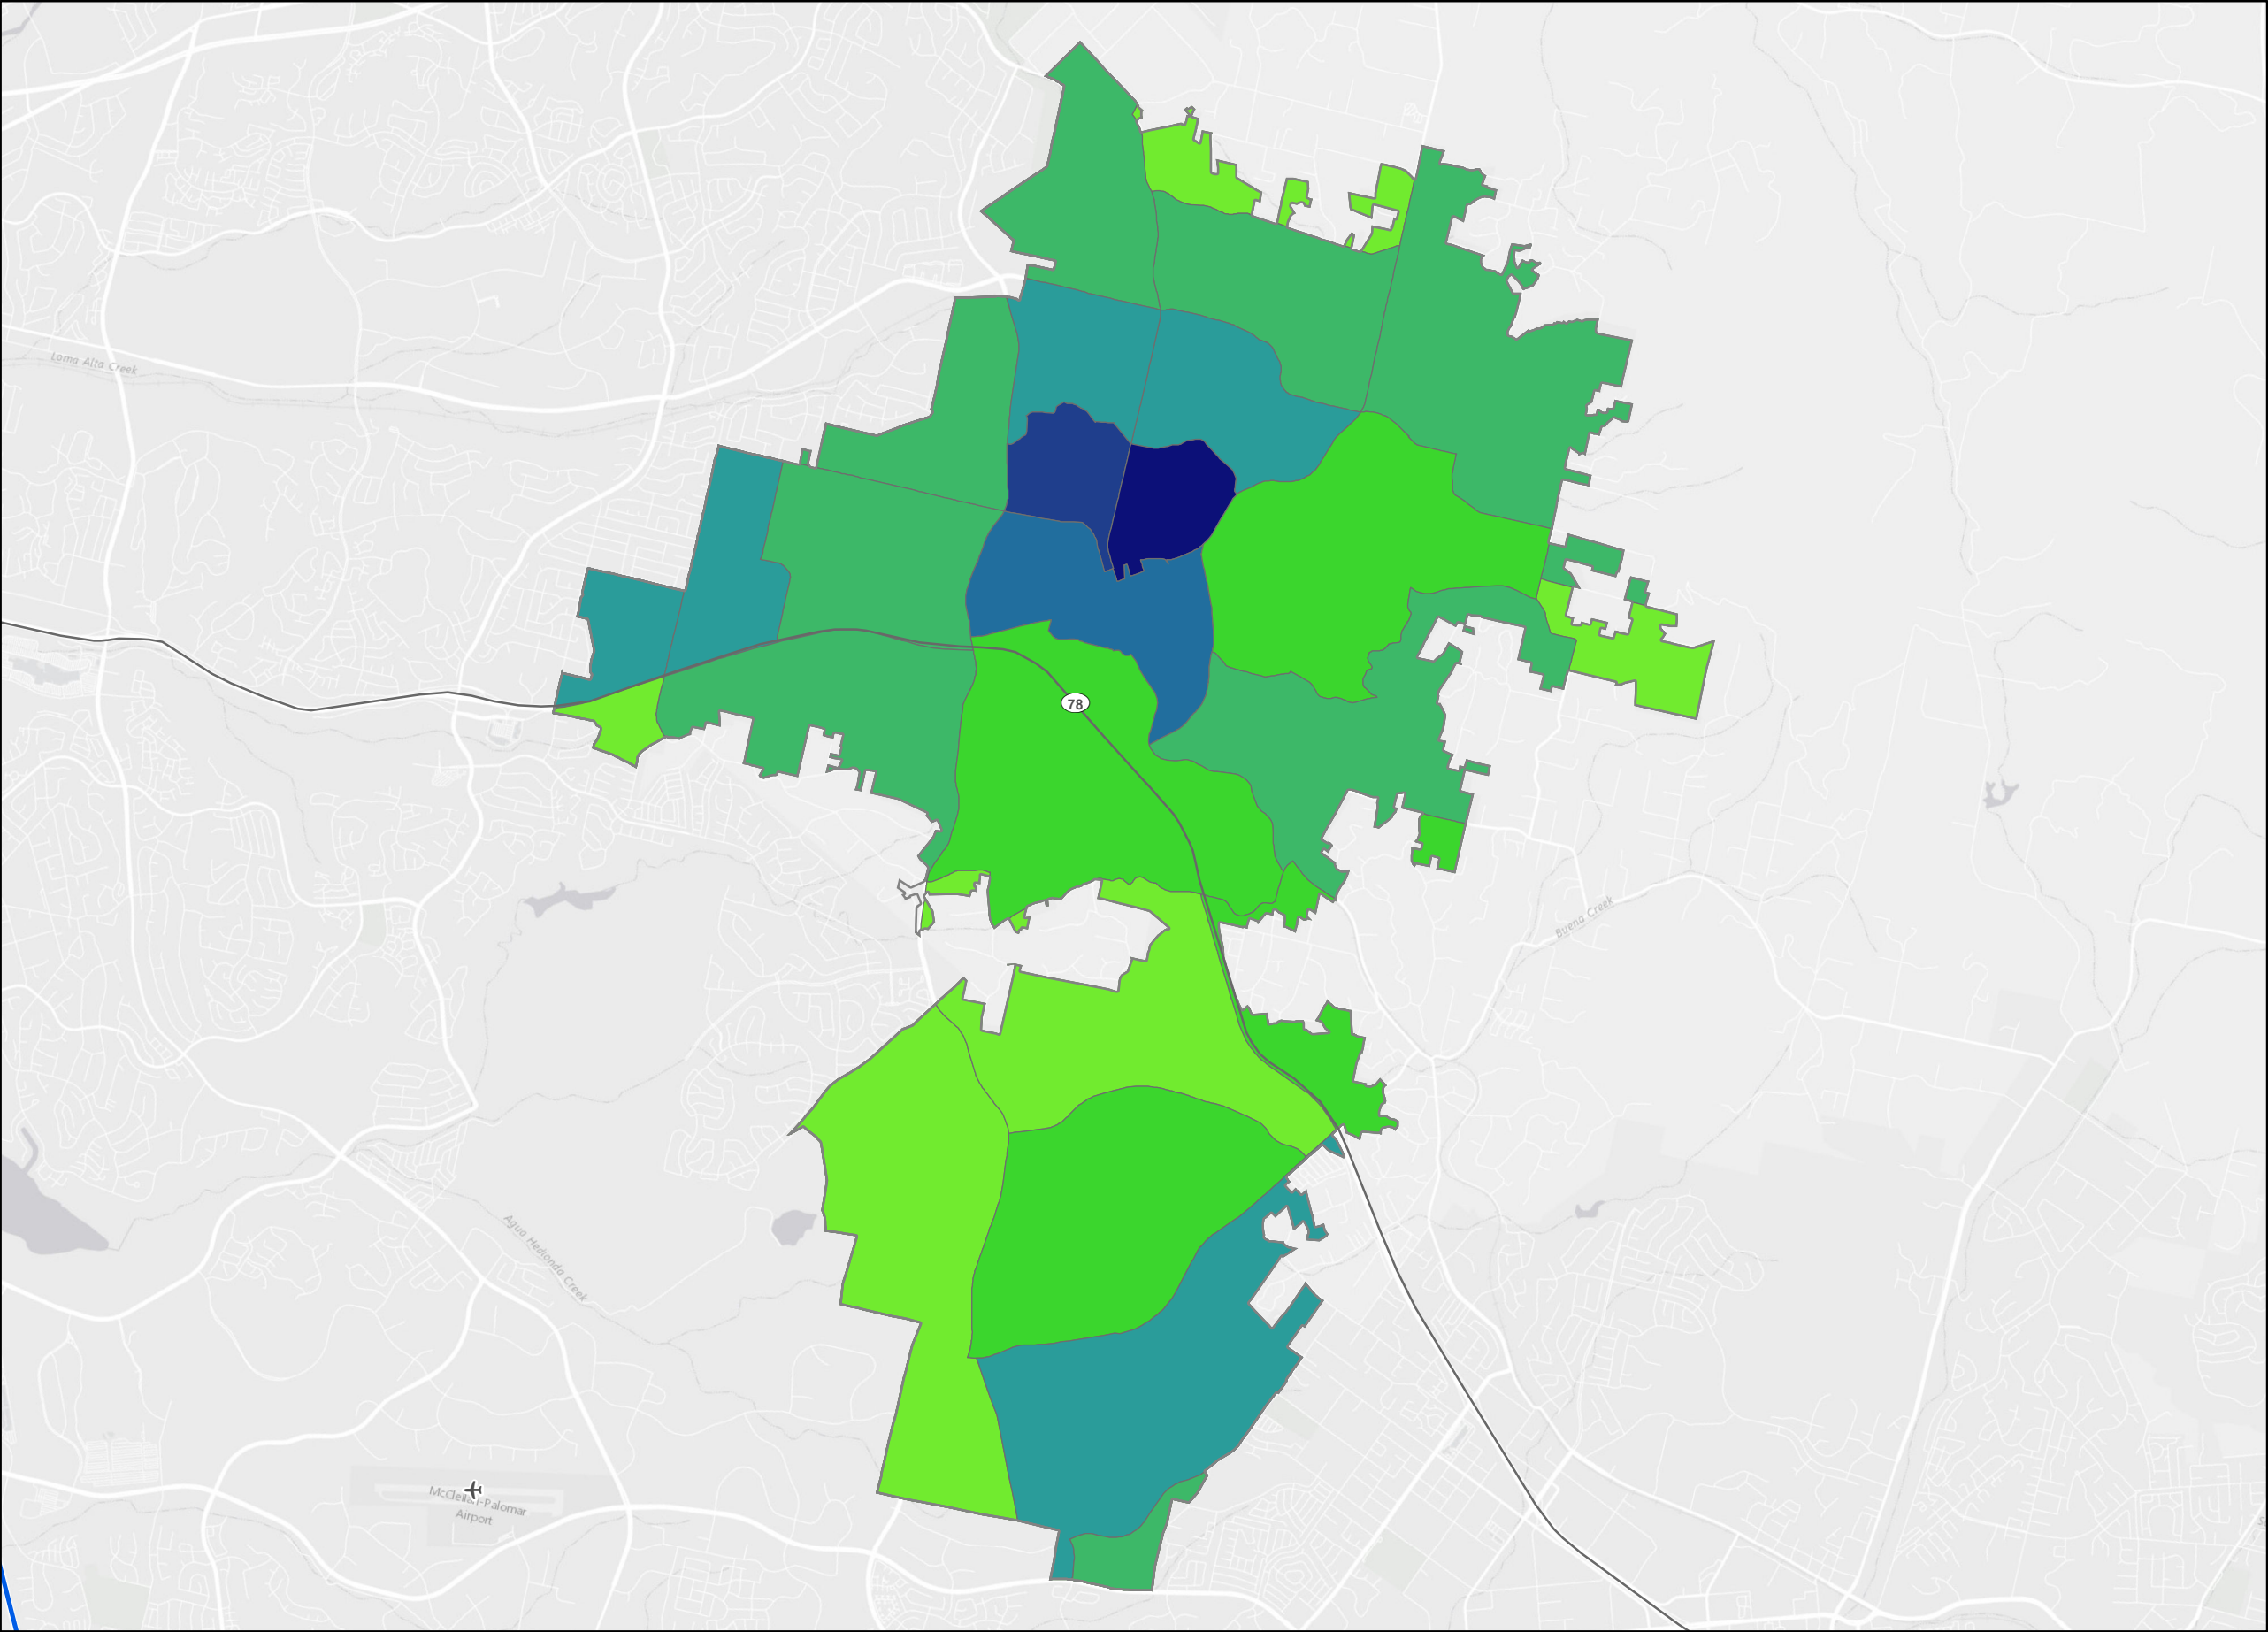 Loma Alta Creek
78
Buena Creek
Agua Hedionda Creek
McClellan-Palomar
Airport